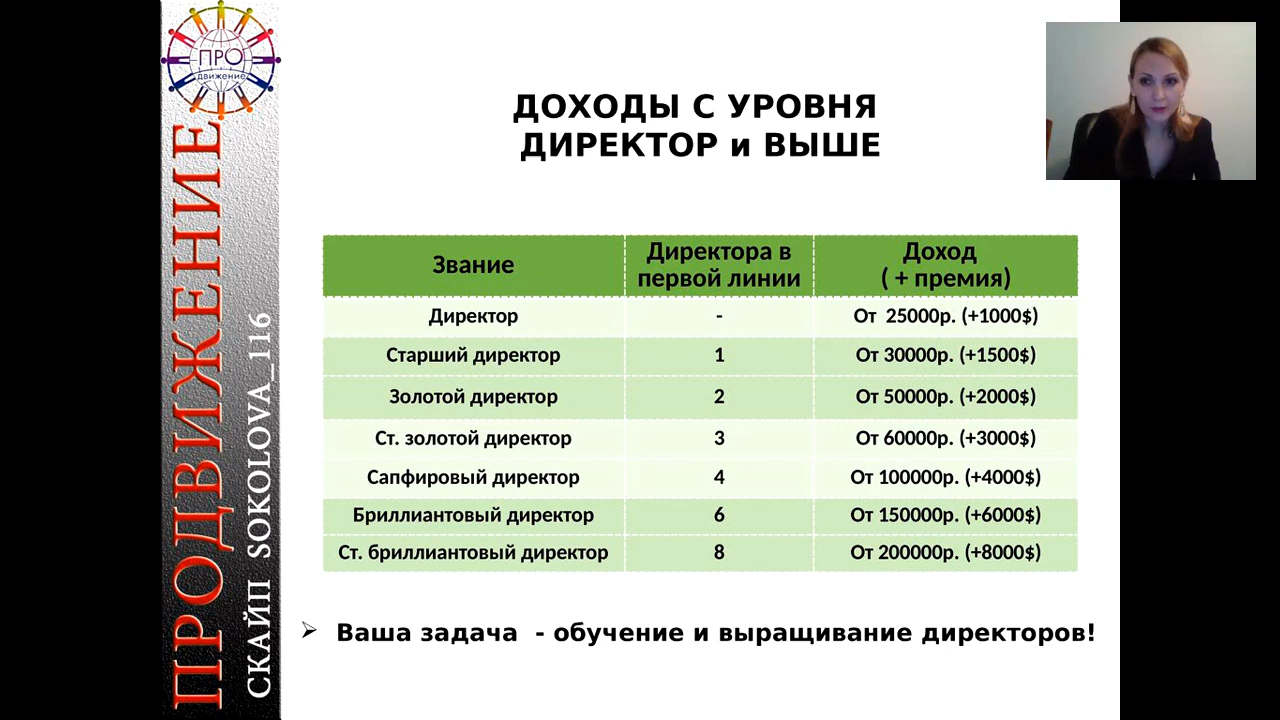 ПРО
движение
ПРОДВИЖЕНИЕ
СКАЙП SOKOLOVA_116
ДОХОДЫ С УРОВНЯ
ДИРЕКТОР и ВЫШЕ
Звание
Директора в
первой линии
Доход
( + премия)
Директор - От 25000р. (+1000$)
Старший директор 1 От 30000р. (+1500$)
Золотой директор 2 От 50000р. (+2000$)
Ст. золотой директор 3 От 60000р. (+3000$)
Сапфировый директор 4 От 100000р. (+4000$)
Бриллиантовый директор 6 От 150000р. (+6000$)
Ст. бриллиантовый директор 8 От 200000р. (+8000$)
➢ Ваша задача - обучение и выращивание директоров!